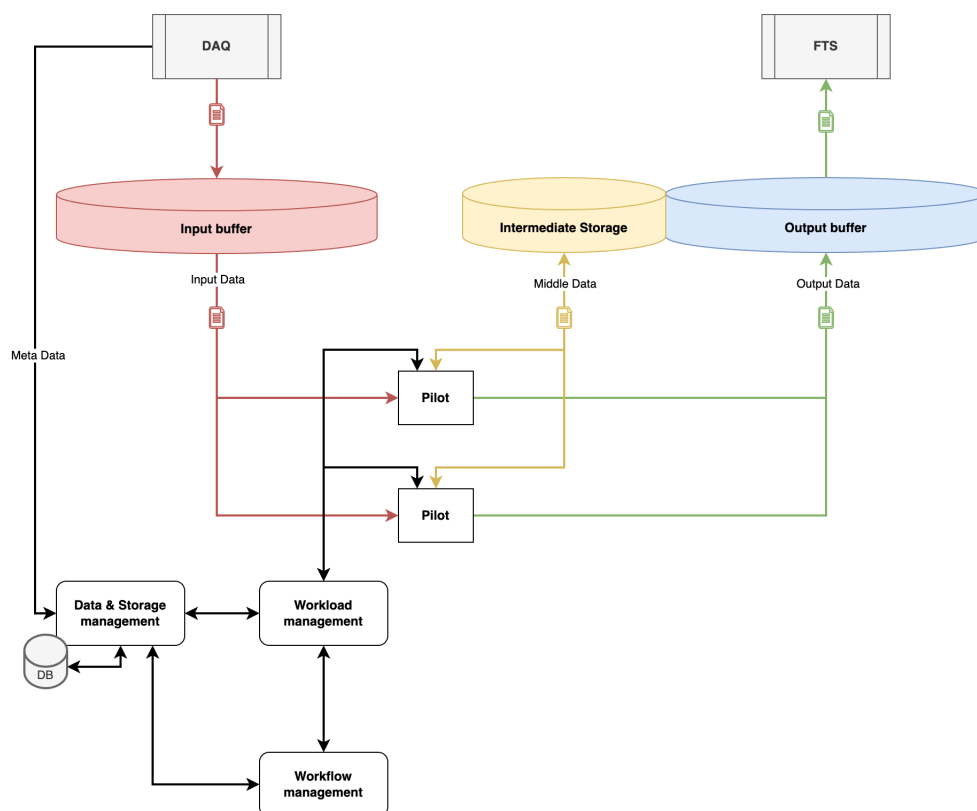 DAQ
FTS
Input buffer
Intermediate Storage
Output buffer
Input Data
Middle Data
Output Data
Meta Data
Pilot
Pilot
Data & Storage
management
Workload
management
DB
Workflow
management